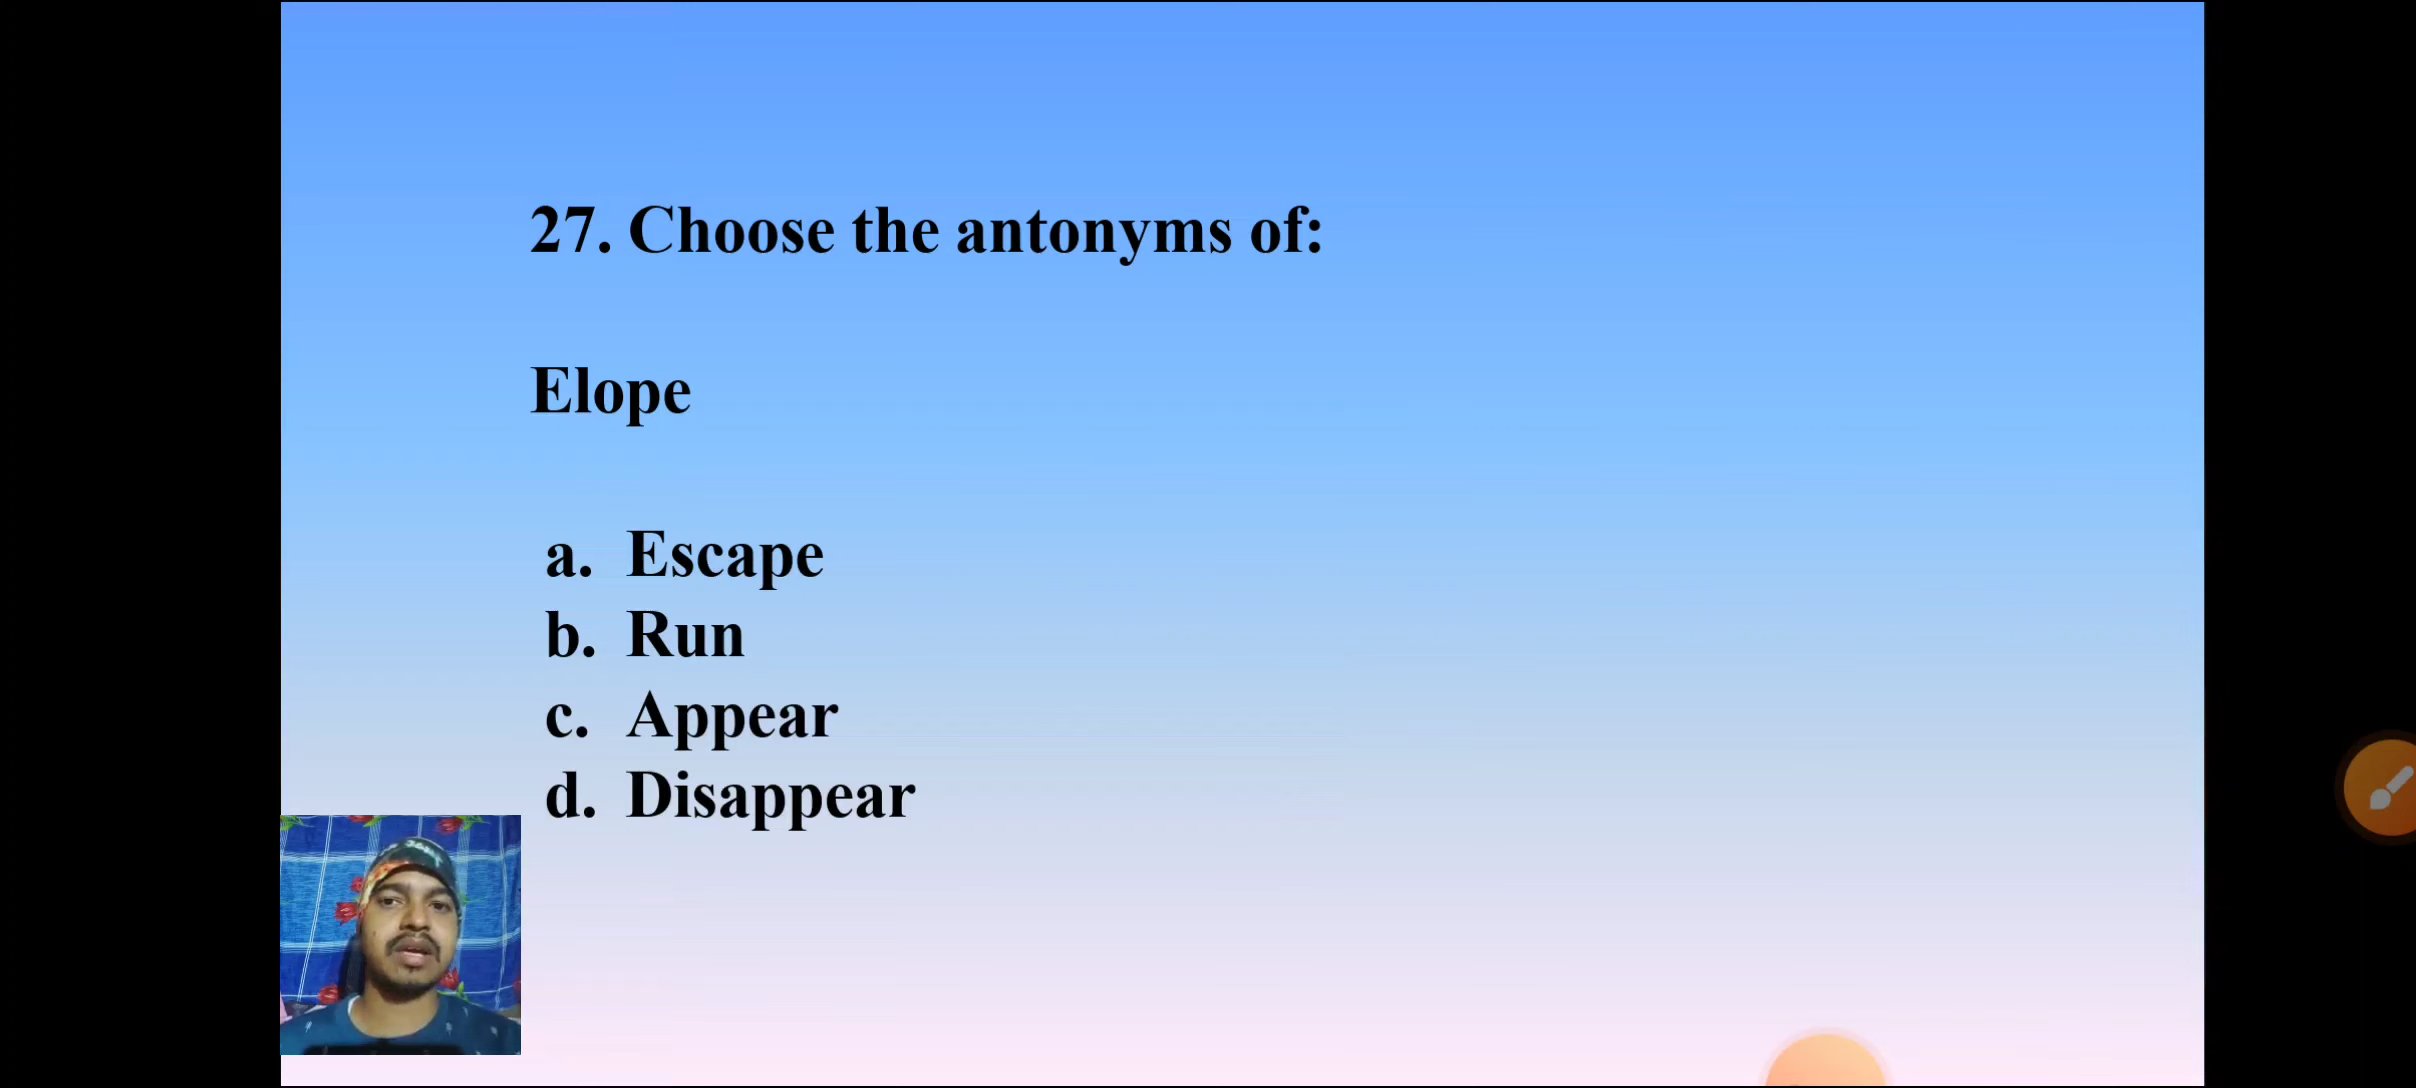 27. Choose the antonyms of:
Elope
a. Escape
b. Run
c. Appear
d. Disappear